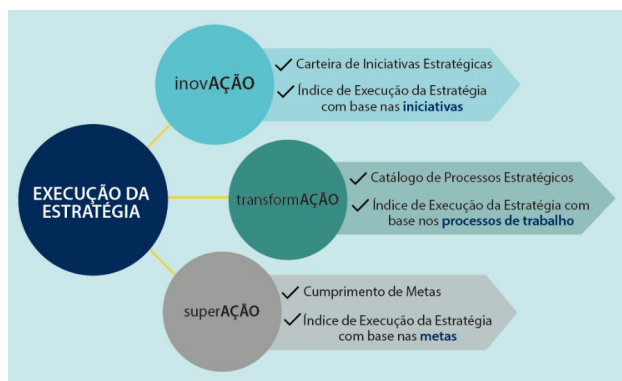 EXECUÇÃO DA
ESTRATÉGIA
inovAÇÃO
Carteira de Iniciativas Estratégicas
Índice de Execução da Estratégia
com base nas iniciativas
transformAÇÃO
Catálogo de Processos Estratégicos
Índice de Execução da Estratégia com
base nos processos de trabalho
superAÇÃO
Cumprimento de Metas
Índice de Execução da Estratégia
com base nas metas